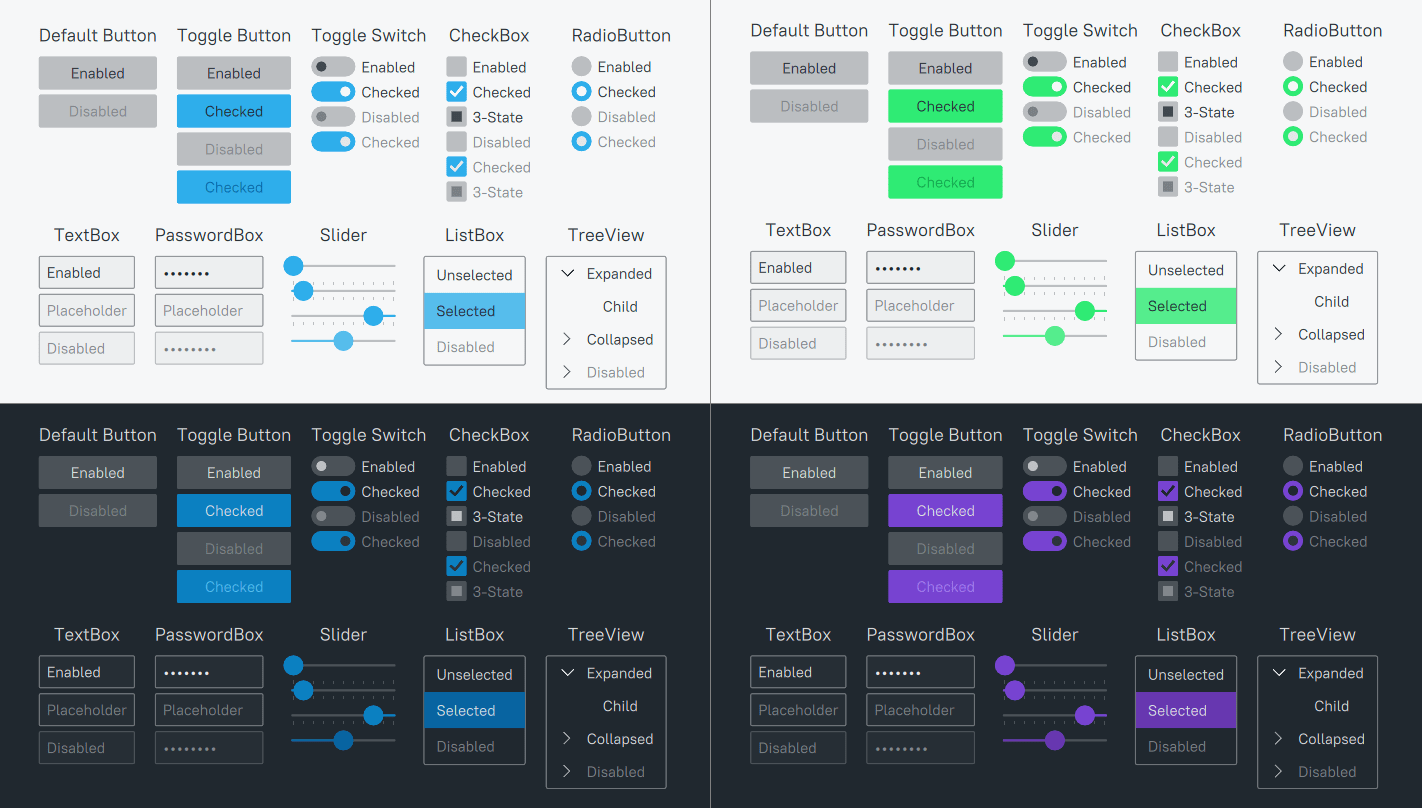 Default Button Toggle Button Toggle Switch CheckBox RadioButton
Enabled Enabled Enabled Enabled Enabled
Disabled Checked Checked Checked Checked
Disabled Disabled 3-State Disabled
Checked Checked Disabled Checked
Checked
3-State
TextBox PasswordBox Slider ListBox TreeView
Enabled ••••••• Unselected Expanded
Placeholder Placeholder Selected Child
Disabled •••••••• Disabled Collapsed
Disabled
Default Button Toggle Button Toggle Switch CheckBox RadioButton
Enabled Enabled Enabled Enabled Enabled
Disabled Checked Checked Checked Checked
Disabled Disabled 3-State Disabled
Checked Checked Disabled Checked
Checked
3-State
TextBox PasswordBox Slider ListBox TreeView
Enabled ••••••• Unselected Expanded
Placeholder Placeholder Selected Child
Disabled •••••••• Disabled Collapsed
Disabled
Default Button Toggle Button Toggle Switch CheckBox RadioButton
Enabled Enabled Enabled Enabled Enabled
Disabled Checked Checked Checked Checked
Disabled Disabled 3-State Disabled
Checked Checked Disabled Checked
Checked
3-State
TextBox PasswordBox Slider ListBox TreeView
Enabled ••••••• Unselected Expanded
Placeholder Placeholder Selected Child
Disabled •••••••• Disabled Collapsed
Disabled
Default Button Toggle Button Toggle Switch CheckBox RadioButton
Enabled Enabled Enabled Enabled Enabled
Disabled Checked Checked Checked Checked
Disabled Disabled 3-State Disabled
Checked Checked Disabled Checked
Checked
3-State
TextBox PasswordBox Slider ListBox TreeView
Enabled ••••••• Unselected Expanded
Placeholder Placeholder Selected Child
Disabled •••••••• Disabled Collapsed
Disabled